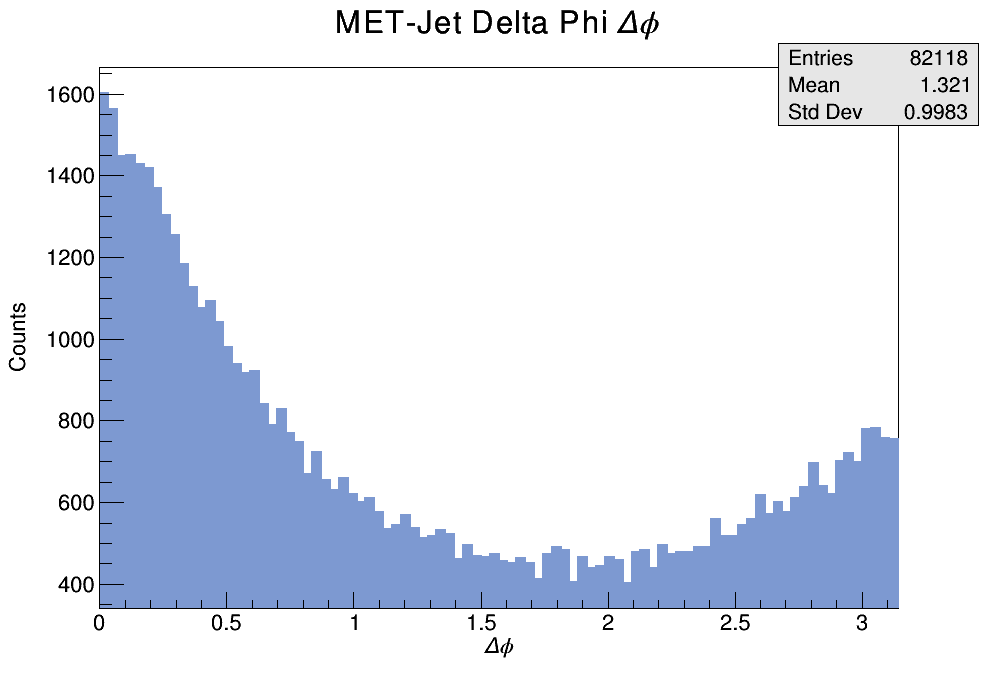 MET-Jet Delta Phi Δϕ
Entries 82118
Mean 1.321
Std Dev 0.9983
1600
1400
1200
1000
800
600
400
Counts
0 0.5 1 1.5 2 2.5 3
Δϕ